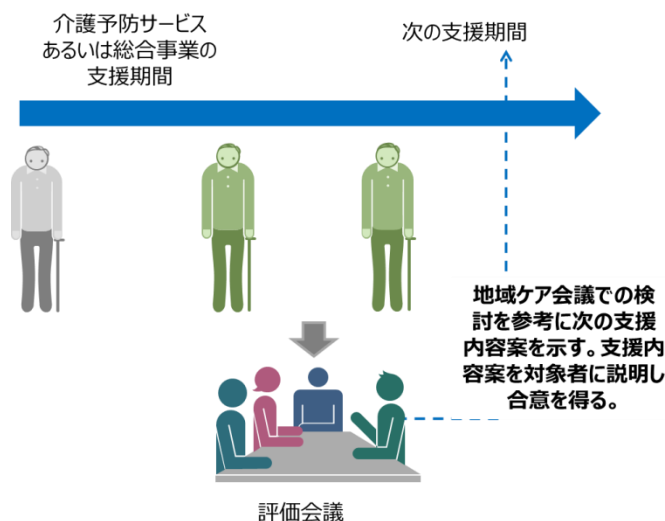 介護予防サービス
あるいは総合事業の
支援期間
次の支援期間
地域ケア会議での検
討を参考に次の支援
内容案を示す。支援内
容案を対象者に説明し
合意を得る。
評価会議